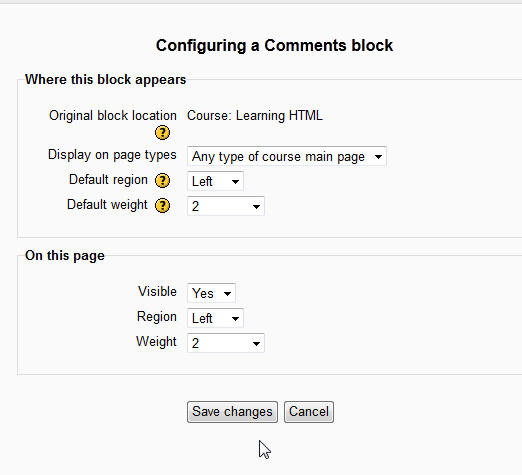 Configuring a Comments block
Where this block appears
Original block location Course: Learning HTML
?
Display on page types Any type of course main page
Default region ? Left
Default weight ? 2
On this page
Visible Yes
Region Left
Weight 2
Save changes Cancel